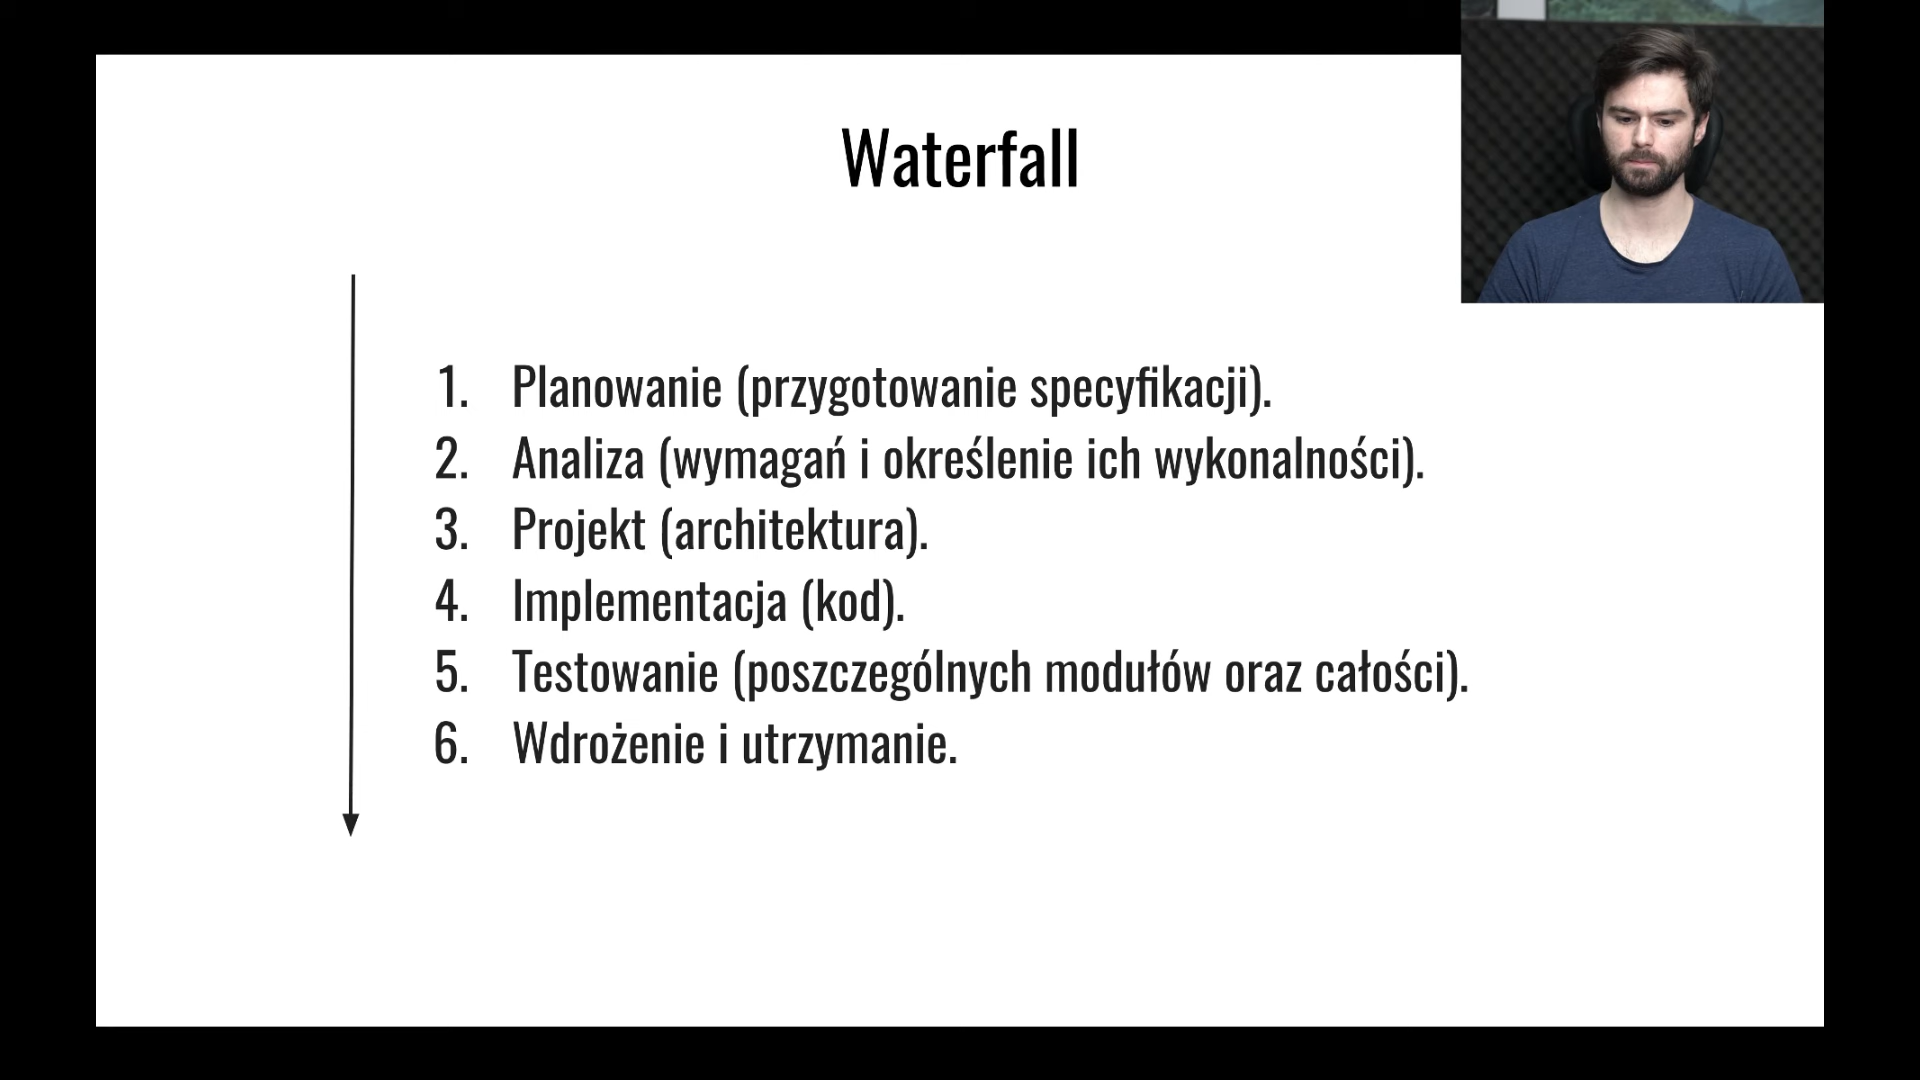 Waterfall
1. Planowanie (przygotowanie specyfikacji).
2. Analiza (wymagań i określenie ich wykonalności).
3. Projekt (architektura).
4. Implementacja (kod).
5. Testowanie (poszczególnych modułów oraz całości).
6. Wdrożenie i utrzymanie.